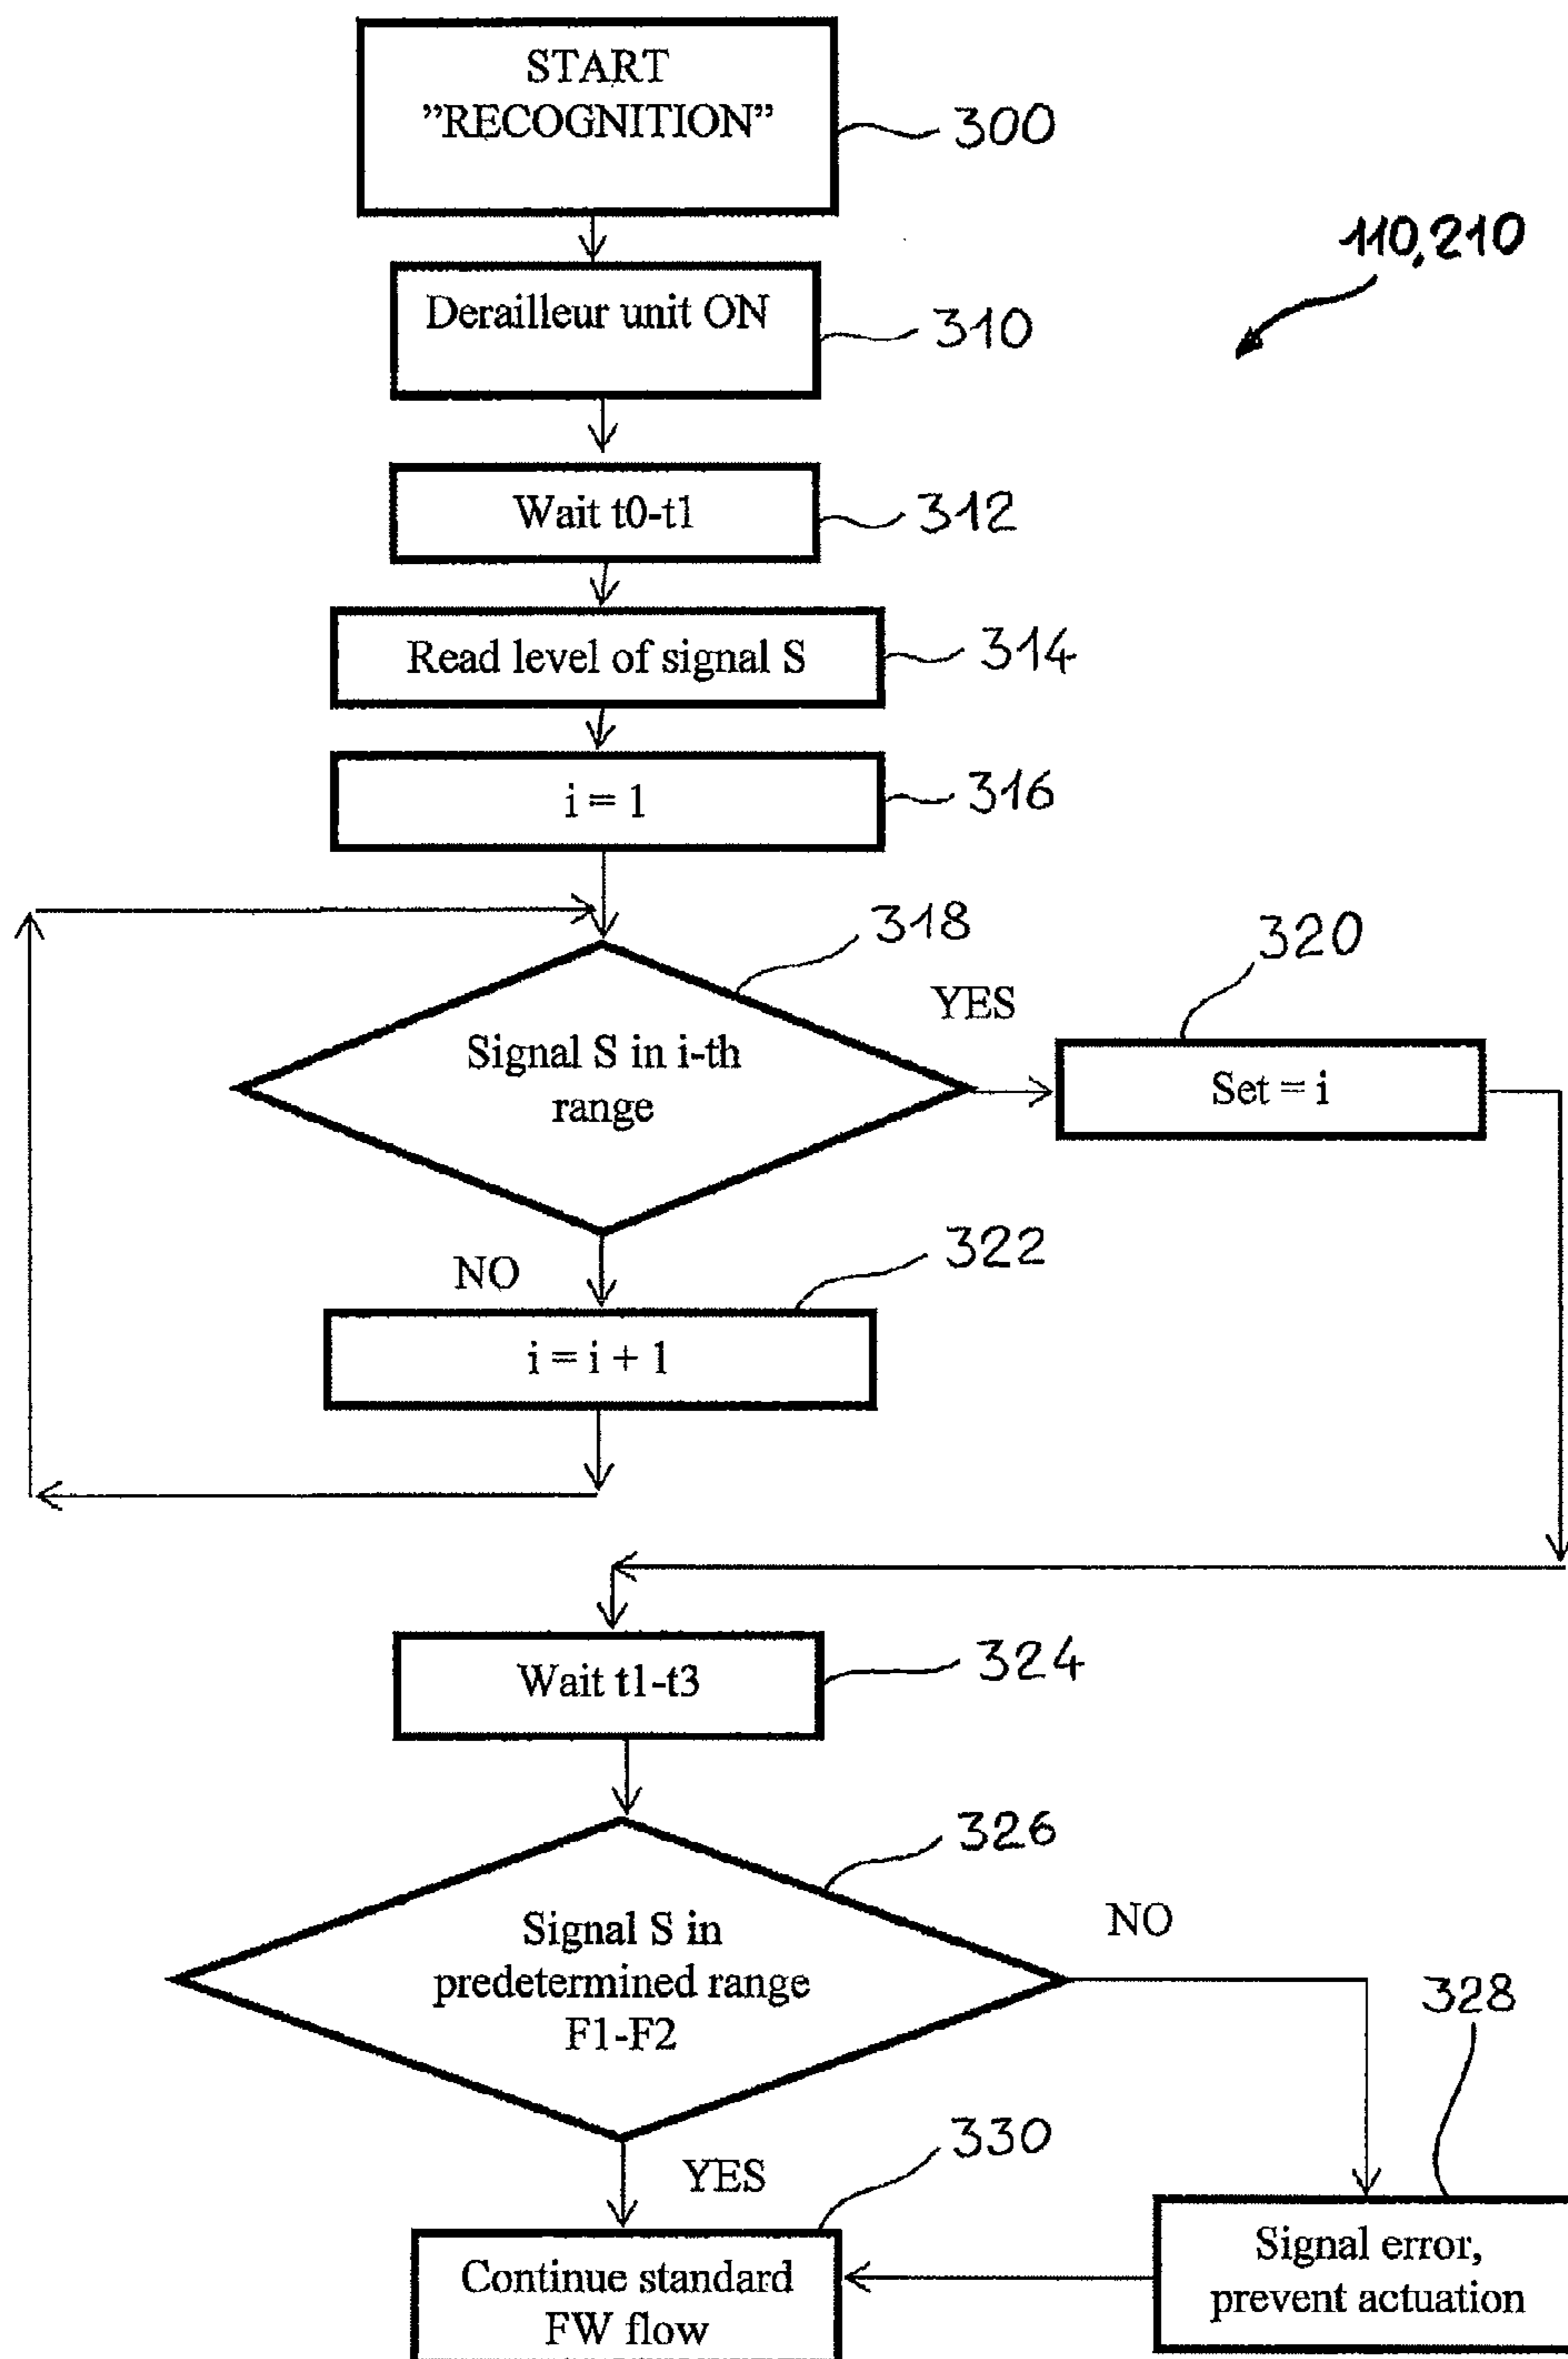 START
”RECOGNITION”
300
110,210
Derailleur unit ON
310
Wait t0-t1
312
Read level of signal S
314
i = 1
316
318
320
YES
Signal S in i-th
range
Set = i
322
NO
i = i + 1
Wait t1-t3
324
326
NO
Signal S in
predetermined range
F1-F2
328
330
YES
Signal error,
prevent actuation
Continue standard
FW flow